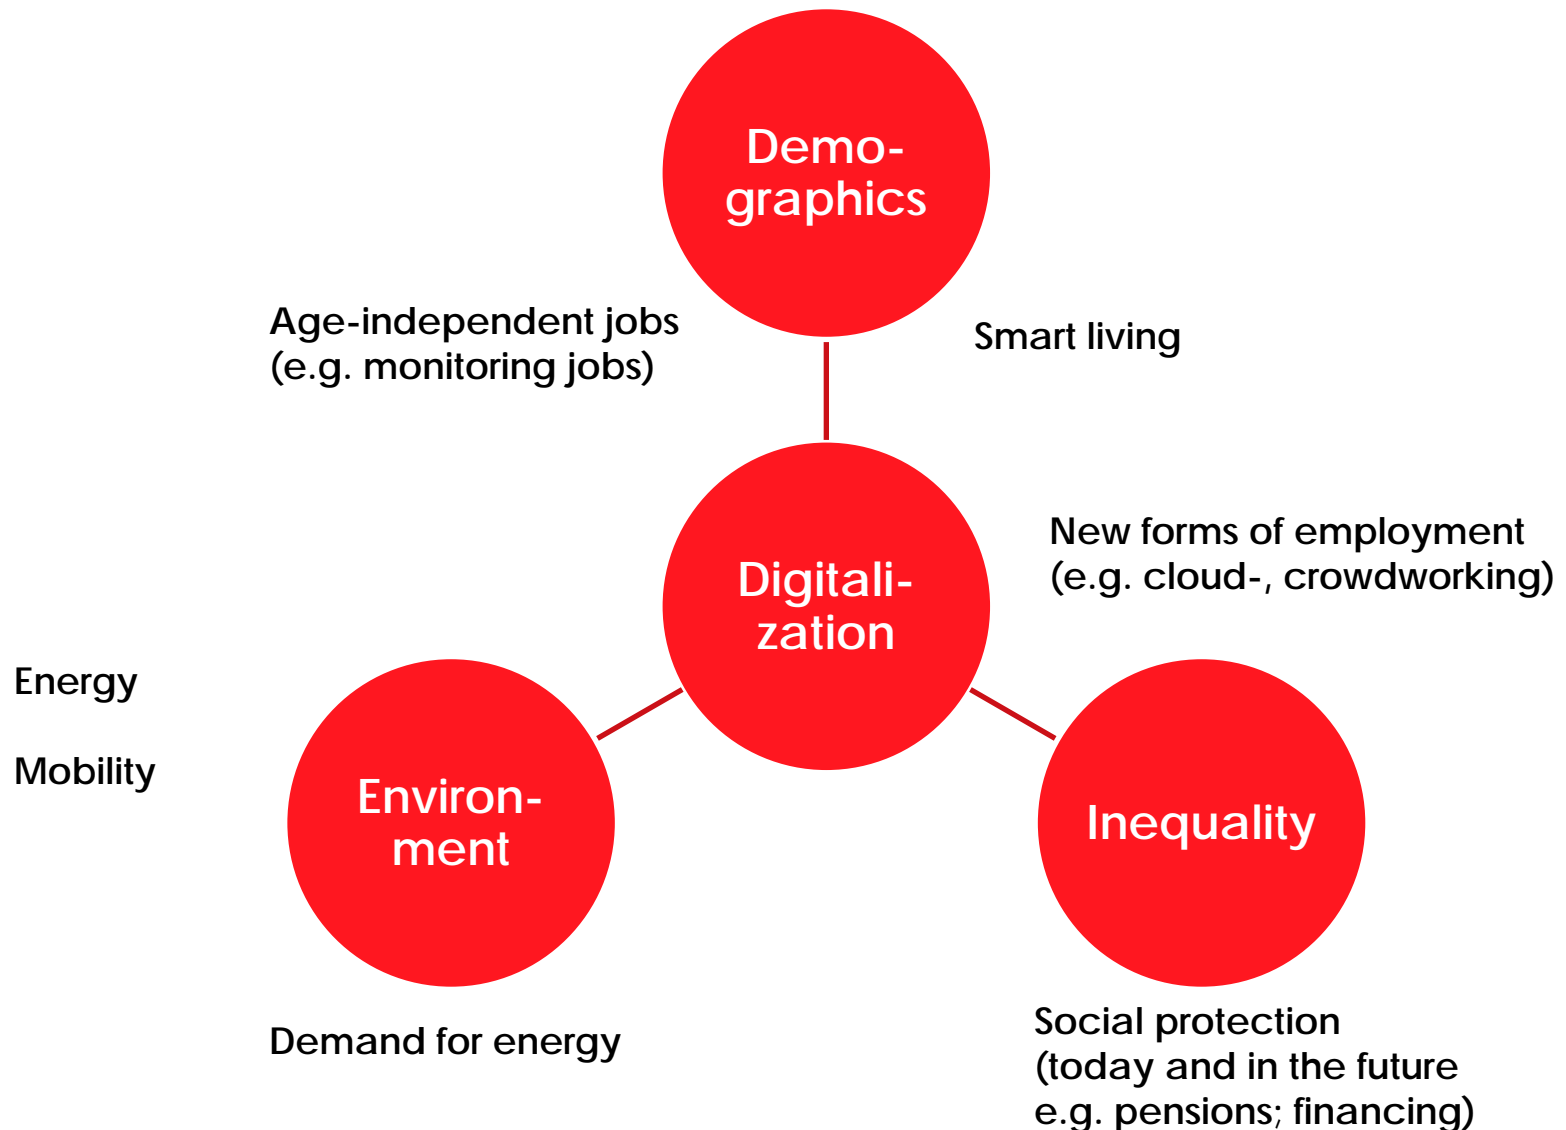 Demo-
graphics
Age-independent jobs
(e.g. monitoring jobs)
Smart living
Digitali-
zation
New forms of employment
(e.g. cloud-, crowdworking)
Energy
Mobility
Environ-
ment
Inequality
Demand for energy
Social protection
(today and in the future
e.g. pensions; financing)